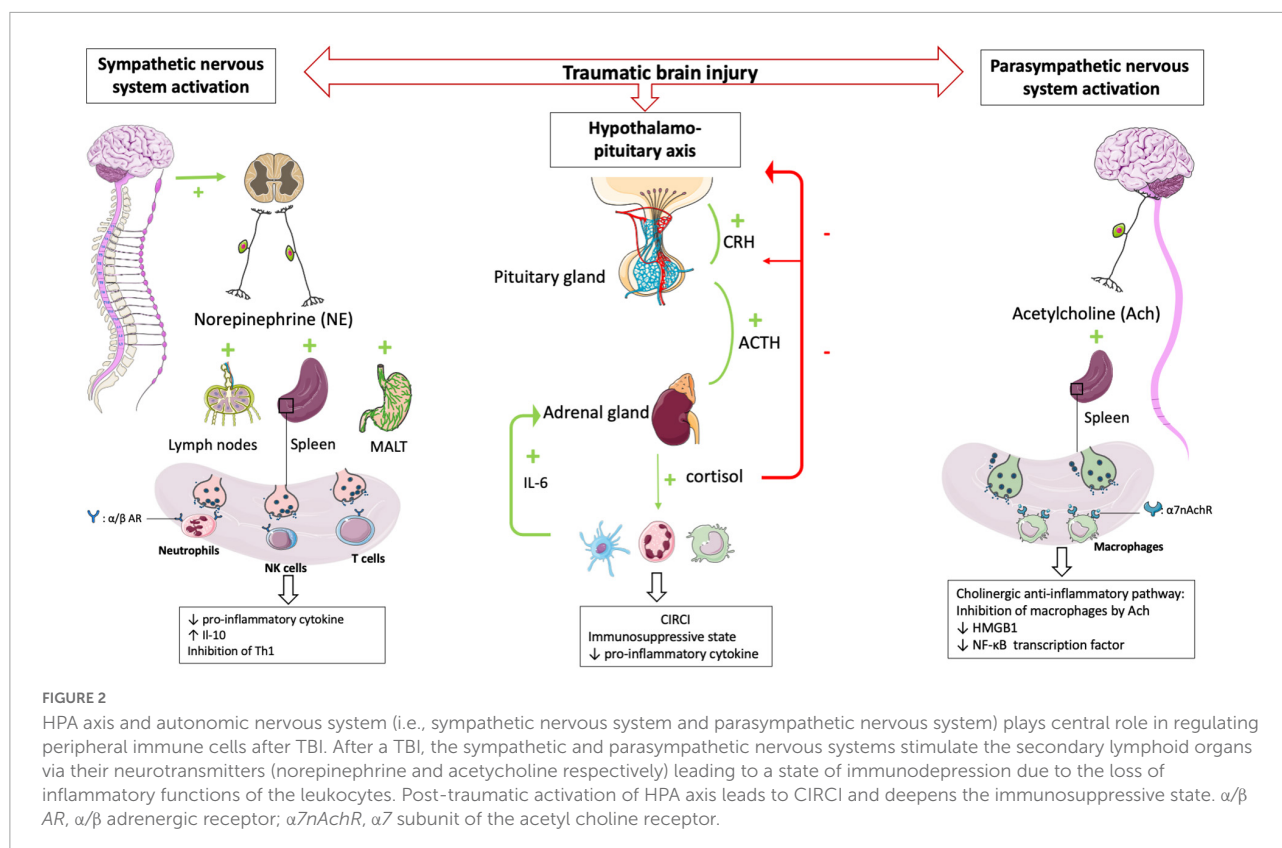 Sympathetic nervous
system activation
Traumatic brain injury
Parasympathetic nervous
system activation
Hypothalamo-
pituitary axis
+
+
CRH
-
Pituitary gland
Norepinephrine (NE)
+ + +
Lymph nodes
Spleen
MALT
: α/β AR
Neutrophils
NK cells
T cells
↓ pro-inflammatory cytokine
↑ Il-10
Inhibition of Th1
+
ACTH
-
Adrenal gland
+
IL-6
+ cortisol
CIRCI
Immunosuppressive state
↓ pro-inflammatory cytokine
Acetylcholine (Ach)
+
Spleen
: α7nAchR
Macrophages
Cholinergic anti-inflammatory pathway:
Inhibition of macrophages by Ach
↓ HMGB1
↓ NF-κB transcription factor
FIGURE 2
HPA axis and autonomic nervous system (i.e., sympathetic nervous system and parasympathetic nervous system) plays central role in regulating
peripheral immune cells after TBI. After a TBI, the sympathetic and parasympathetic nervous systems stimulate the secondary lymphoid organs
via their neurotransmitters (norepinephrine and acetycholine respectively) leading to a state of immunodepression due to the loss of
inflammatory functions of the leukocytes. Post-traumatic activation of HPA axis leads to CIRCI and deepens the immunosuppressive state. α/β
AR, α/β adrenergic receptor; α7nAchR, α7 subunit of the acetyl choline receptor.